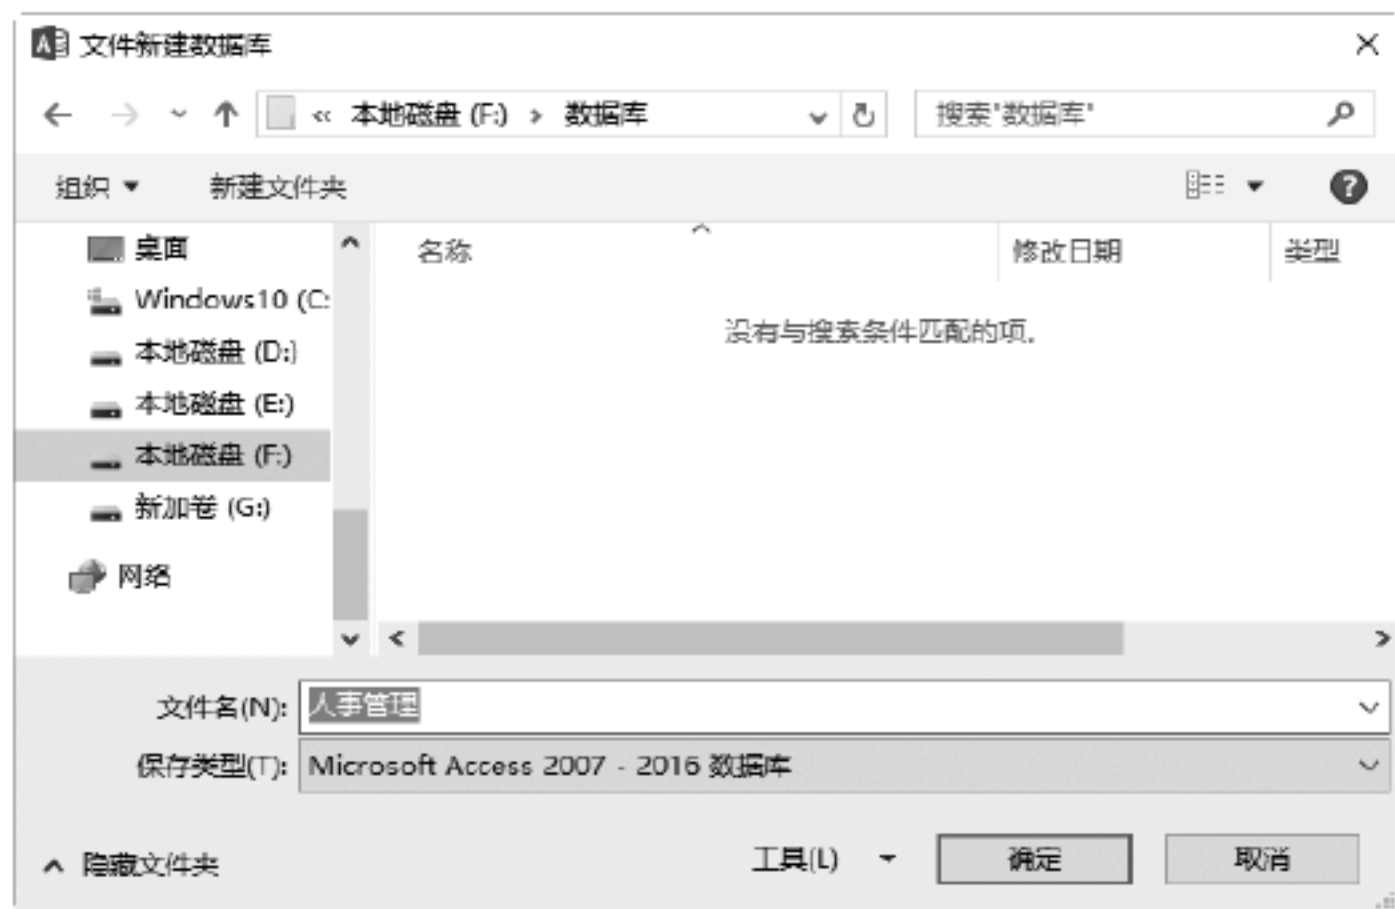 文件新建数据库
« 本地磁盘 (F:) › 数据库
搜索"数据库"
组织
新建文件夹
桌面
Windows10 (C:
本地磁盘 (D:)
本地磁盘 (E:)
本地磁盘 (F:)
新加卷 (G:)
网络
名称
修改日期
类型
没有与搜索条件匹配的项。
文件名(N): 人事管理
保存类型(T): Microsoft Access 2007 - 2016 数据库
隐藏文件夹
工具(L)
确定
取消